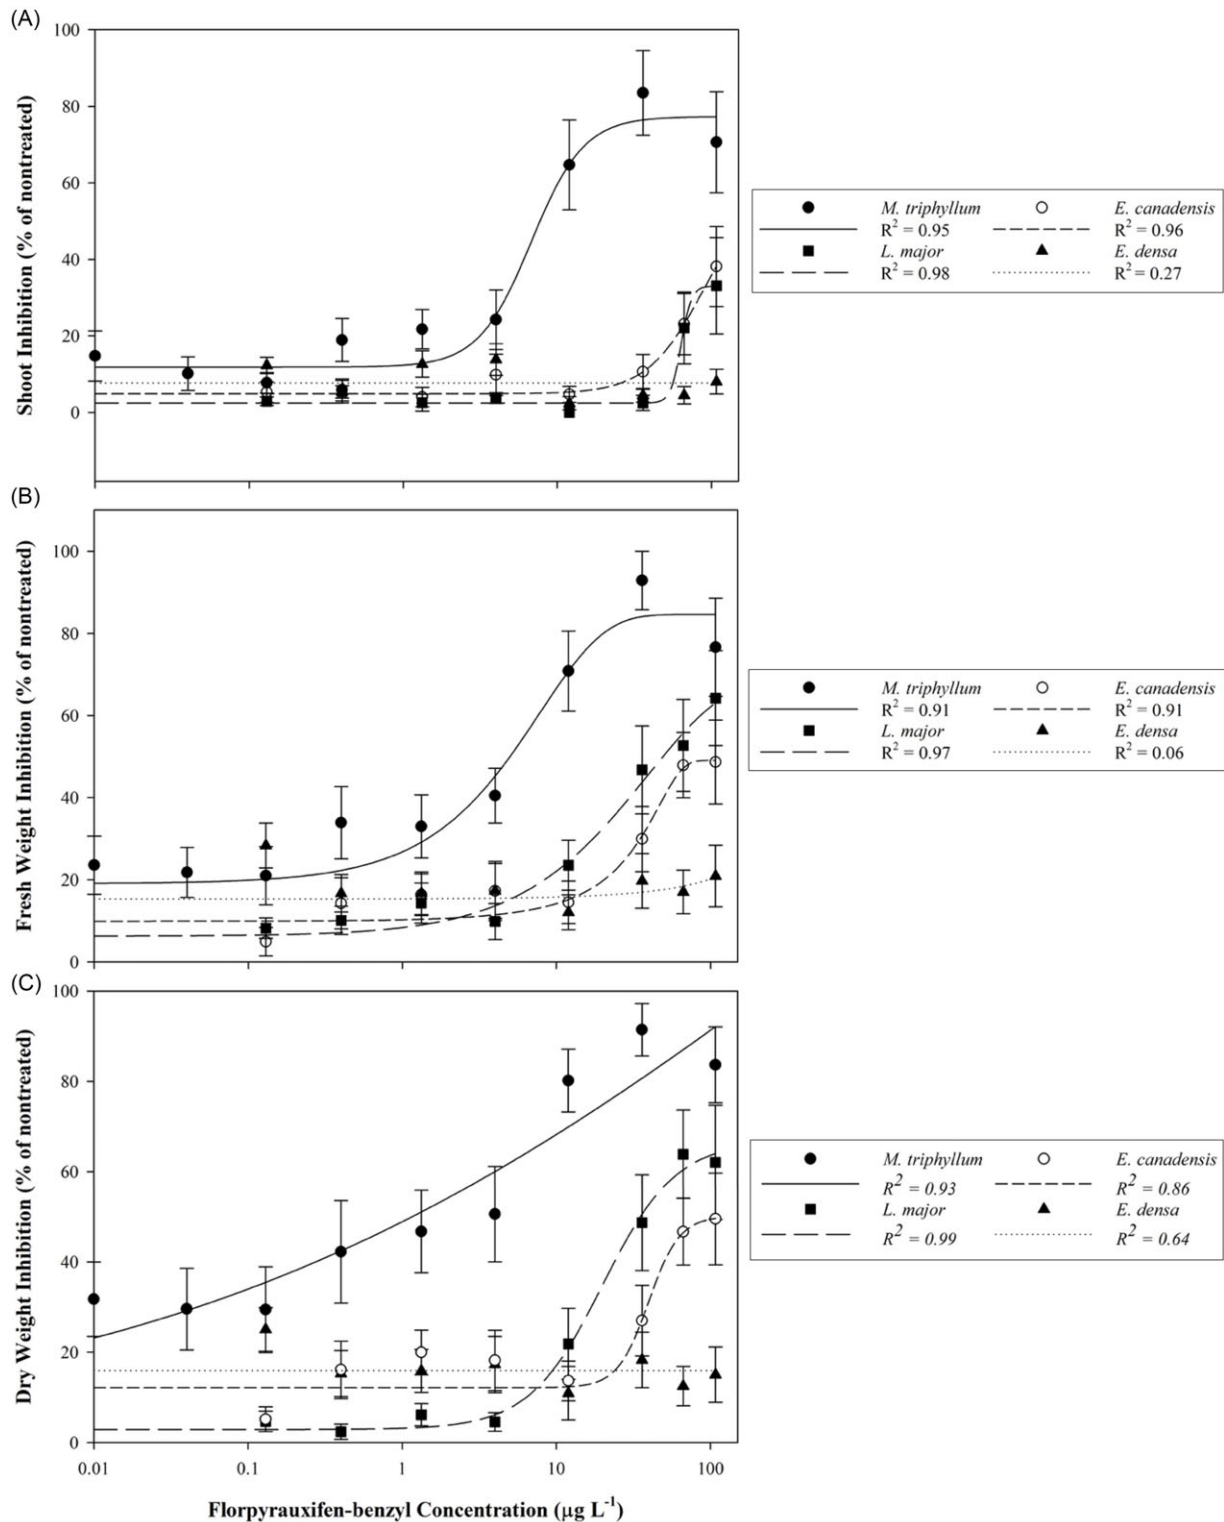 (A)
Shoot Inhibition (% of nontreated)
100
80
60
40
20
0
M. triphyllum
E. canadensis
R² = 0.95
R² = 0.96
L. major
E. densa
R² = 0.98
R² = 0.27
(B)
Fresh Weight Inhibition (% of nontreated)
100
80
60
40
20
0
M. triphyllum
E. canadensis
R² = 0.91
R² = 0.91
L. major
E. densa
R² = 0.97
R² = 0.06
(C)
Dry Weight Inhibition (% of nontreated)
100
80
60
40
20
0
M. triphyllum
E. canadensis
R² = 0.93
R² = 0.86
L. major
E. densa
R² = 0.99
R² = 0.64
0.01 0.1 1 10 100
Florpyrauxifen-benzyl Concentration (µg L⁻¹)